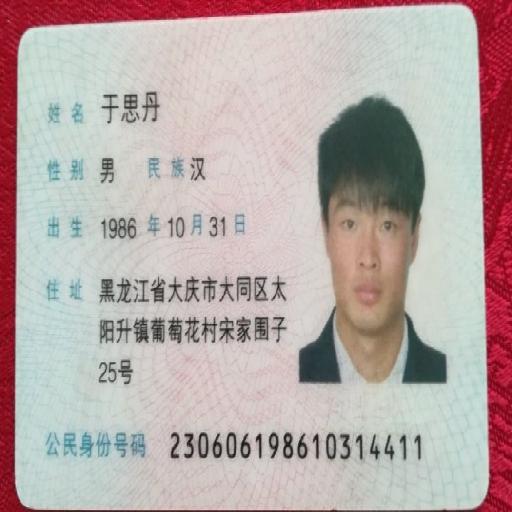 姓名 于思丹
性别 男 民族 汉
出生 1986 年 10 月 31 日
住址 黑龙江省大庆市大同区太
阳升镇葡萄花村宋家围子
25号
公民身份号码 230606198610314411